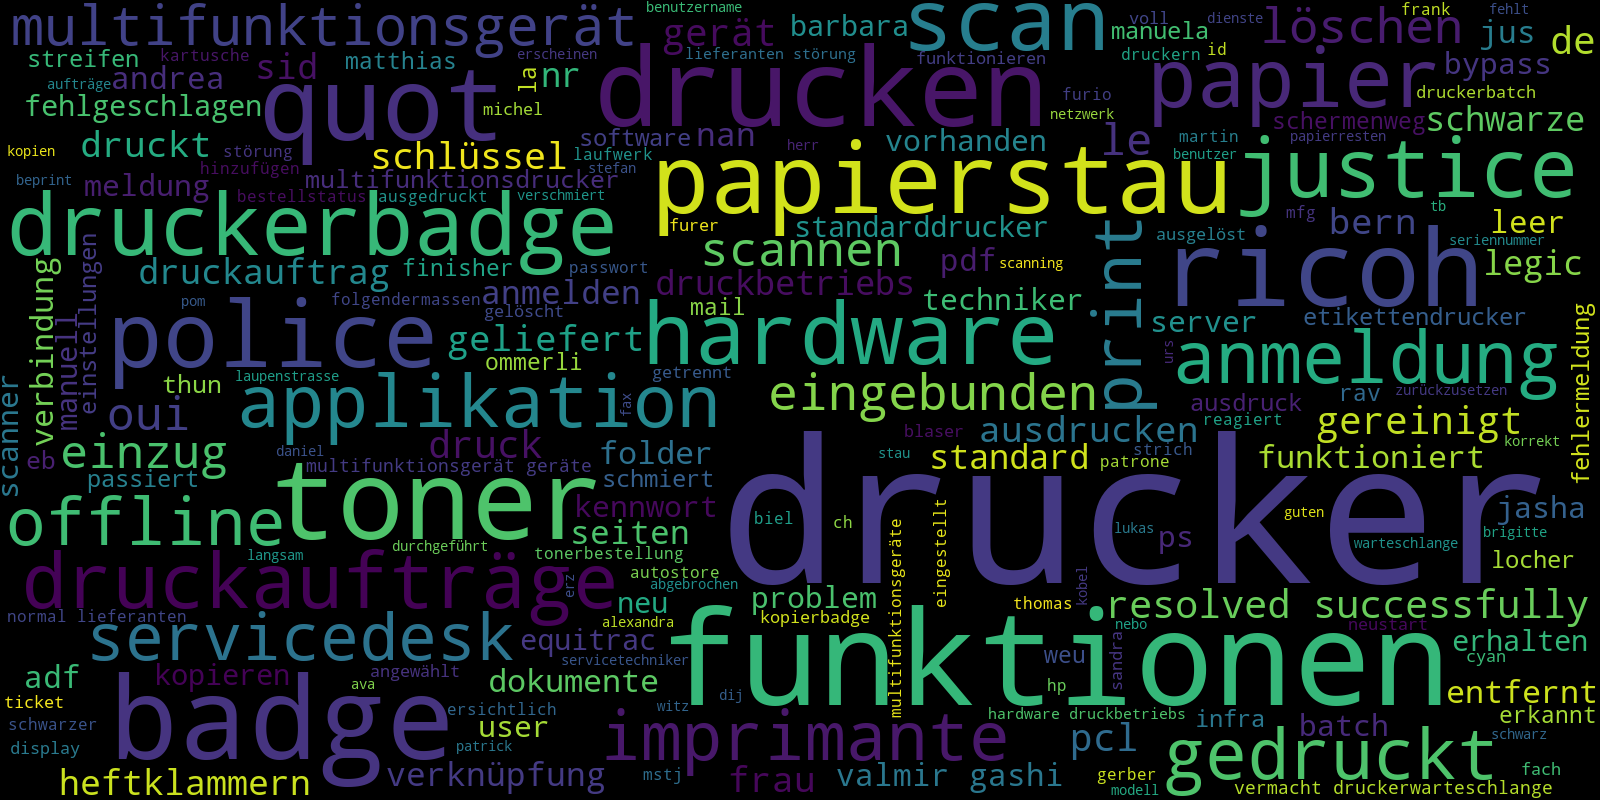 multifunktionsgerät
benutzername
gerät
barbara
scan
manuela
voll
dienste
löschen
frank
fehlt
jus
de
streifen
kartusche
sid
matthias
erscheinen
la
nr
drucken
lieferanten störung
funktionieren
druckern
id
papier
bypass
aufträge
andrea
quot
michel
furio
netzwerk
druckerbatch
fehlgeschlagen
software
nan
herr
vorhanden
le
martin
schermenweg
schwarze
kopien
druckt
störung
schlüssel
laufwerk
papierstau
benutzer
papierresten
justice
beprint
meldung
hinzufügen
multifunktionsdrucker
stefan
druckerbadge
bestellstatus
ausgedruckt
verschmiert
furer
standarddrucker
print
ausgelöst
mfg
bern
tb
leer
seriennummer
verbindung
einstellungen
druckauftrag
finisher
passwort
scannen
pdf
scanning
ricoh
legic
pom
folgendermassen
anmelden
druckbetriebs
police
gelöscht
geliefert
mail
hardware
techniker
server
etikettendrucker
fehlermeldung
manuell
ommerli
urs
anmeldung
scanner
thun
laupenstrasse
applikation
fax
getrennt
eingebunden
ausdruck
rav
zurückzusetzen
oui
reagiert
gereinigt
korrekt
eb
einzug
daniel
druck
folder
blaser
ausdrucken
strich
stau
standard
patrone
funktioniert
passiert
multifunktionsgerät geräte
schmiert
offline
toner
kennwort
seiten
biel
ch
drucker
lukas
guten
jasha
ps
brigitte
warteschlange
langsam
durchgeführt
tonerbestellung
multifunktionsgeräte
eingestellt
locher
druckaufträge
erz
autostore
abgebrochen
kobel
normal lieferanten
neu
problem
kopierbadge
thomas
resolved successfully
servicedesk
equitrac
alexandra
funktionen
nebo
neustart
sandra
weu
erhalten
cyan
adf
kopieren
angewählt
servicetechniker
ava
dokumente
dij
hp
entfernt
ticket
badge
ersichtlich
witz
hardware druckbetriebs
erkannt
schwarzer
user
imprimante
infra
batch
schwarz
display
patrick
pcl
gedruckt
heftklammern
verknüpfung
mstj
frau
valmir gashi
gerber
modell
fach
vermacht druckerwarteschlange